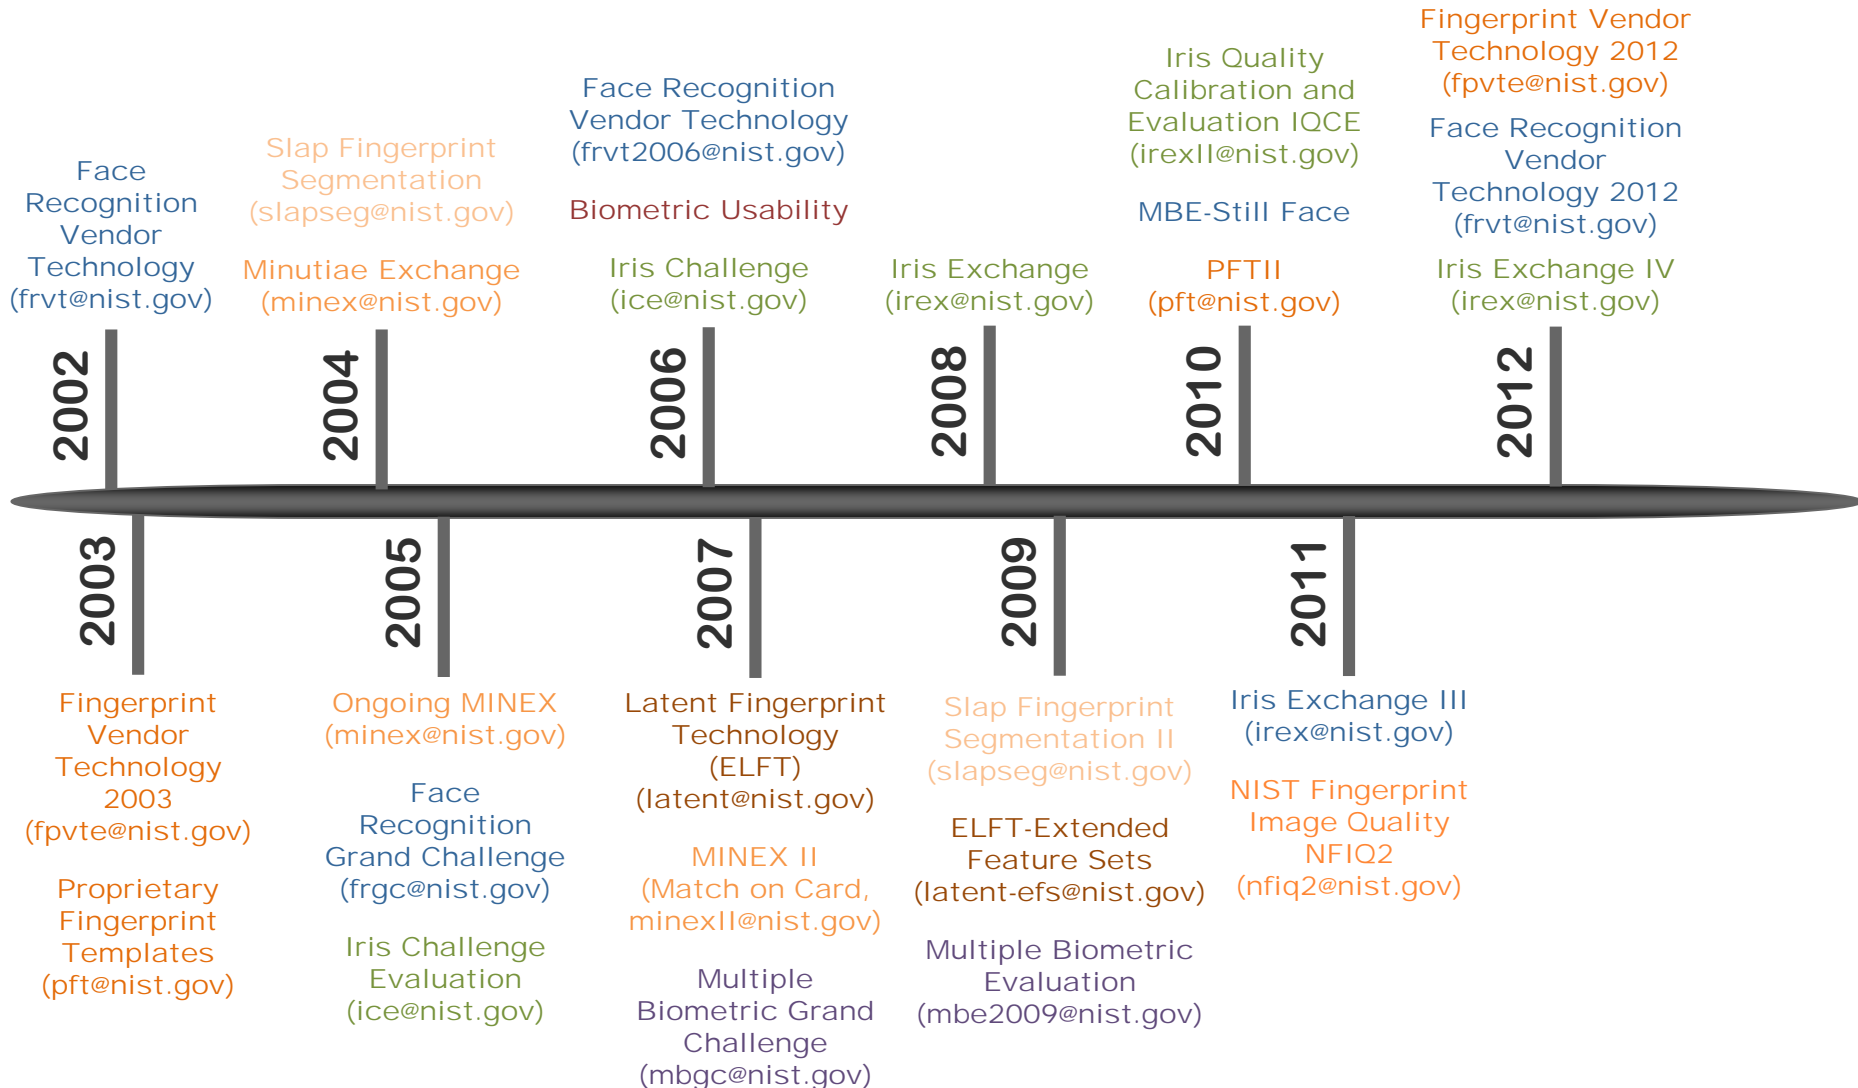 Face
Recognition
Vendor
Technology
(frvt@nist.gov)
2002
Slap Fingerprint
Segmentation
(slapseg@nist.gov)
Minutiae Exchange
(minex@nist.gov)
2004
Face Recognition
Vendor Technology
(frvt2006@nist.gov)
Biometric Usability
Iris Challenge
(ice@nist.gov)
2006
Iris Exchange
(irex@nist.gov)
2008
Iris Quality
Calibration and
Evaluation IQCE
(irexII@nist.gov)
MBE-Still Face
PFTII
(pft@nist.gov)
2010
Fingerprint Vendor
Technology 2012
(fpvte@nist.gov)
Face Recognition
Vendor
Technology 2012
(frvt@nist.gov)
Iris Exchange IV
(irex@nist.gov)
2012
2003
Fingerprint
Vendor
Technology
2003
(fpvte@nist.gov)
Proprietary
Fingerprint
Templates
(pft@nist.gov)
2005
Ongoing MINEX
(minex@nist.gov)
Face
Recognition
Grand Challenge
(frgc@nist.gov)
Iris Challenge
Evaluation
(ice@nist.gov)
2007
Latent Fingerprint
Technology
(ELFT)
(latent@nist.gov)
MINEX II
(Match on Card,
minexII@nist.gov)
Multiple
Biometric Grand
Challenge
(mbgc@nist.gov)
2009
Slap Fingerprint
Segmentation II
(slapseg@nist.gov)
ELFT-Extended
Feature Sets
(latent-efs@nist.gov)
Multiple Biometric
Evaluation
(mbe2009@nist.gov)
2011
Iris Exchange III
(irex@nist.gov)
NIST Fingerprint
Image Quality
NFIQ2
(nfiq2@nist.gov)